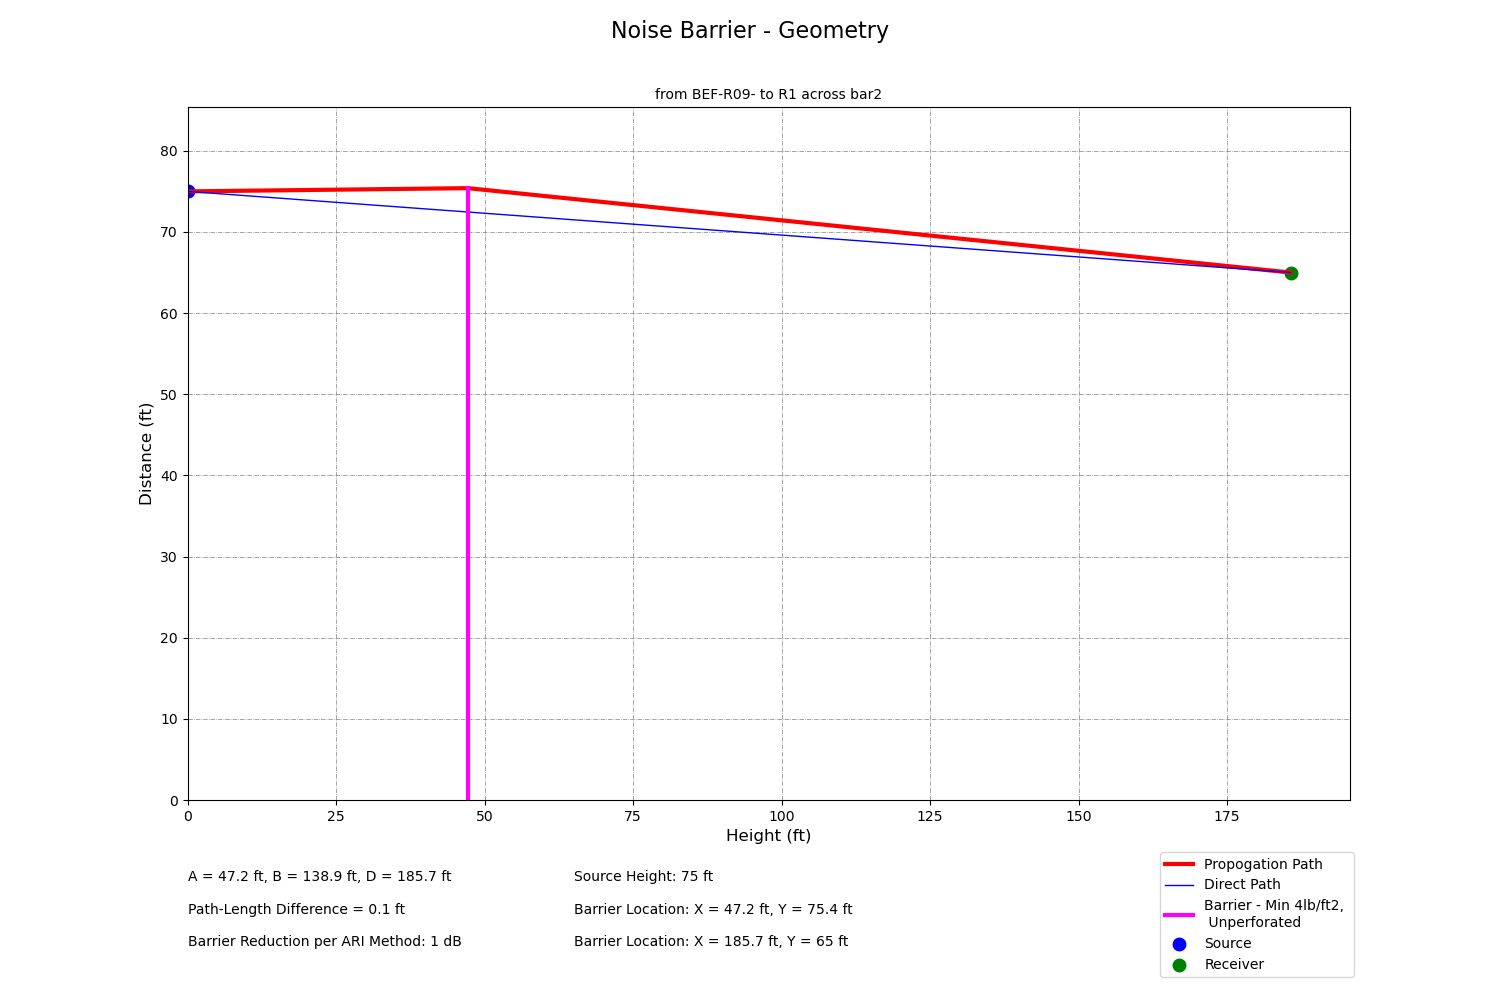 Noise Barrier - Geometry
from BEF-R09- to R1 across bar2
80
70
60
50
40
30
20
10
0
Distance (ft)
0 25 50 75 100 125 150 175
Height (ft)
A = 47.2 ft, B = 138.9 ft, D = 185.7 ft
Path-Length Difference = 0.1 ft
Barrier Reduction per ARI Method: 1 dB
Source Height: 75 ft
Barrier Location: X = 47.2 ft, Y = 75.4 ft
Barrier Location: X = 185.7 ft, Y = 65 ft
Propogation Path
Direct Path
Barrier - Min 4lb/ft2,
Unperforated
Source
Receiver